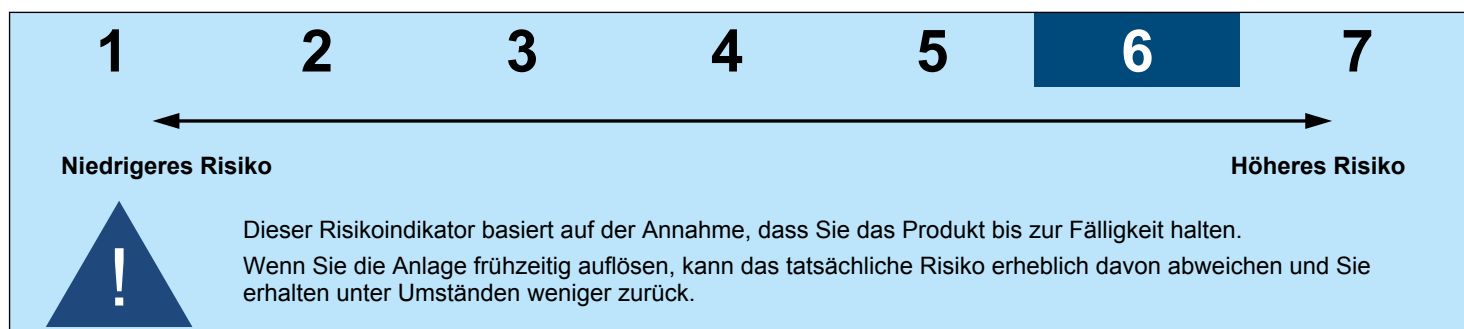 1 2 3 4 5 6 7
Niedrigeres Risiko Höheres Risiko
!
Dieser Risikoindikator basiert auf der Annahme, dass Sie das Produkt bis zur Fälligkeit halten.
Wenn Sie die Anlage frühzeitig auflösen, kann das tatsächliche Risiko erheblich davon abweichen und Sie
erhalten unter Umständen weniger zurück.